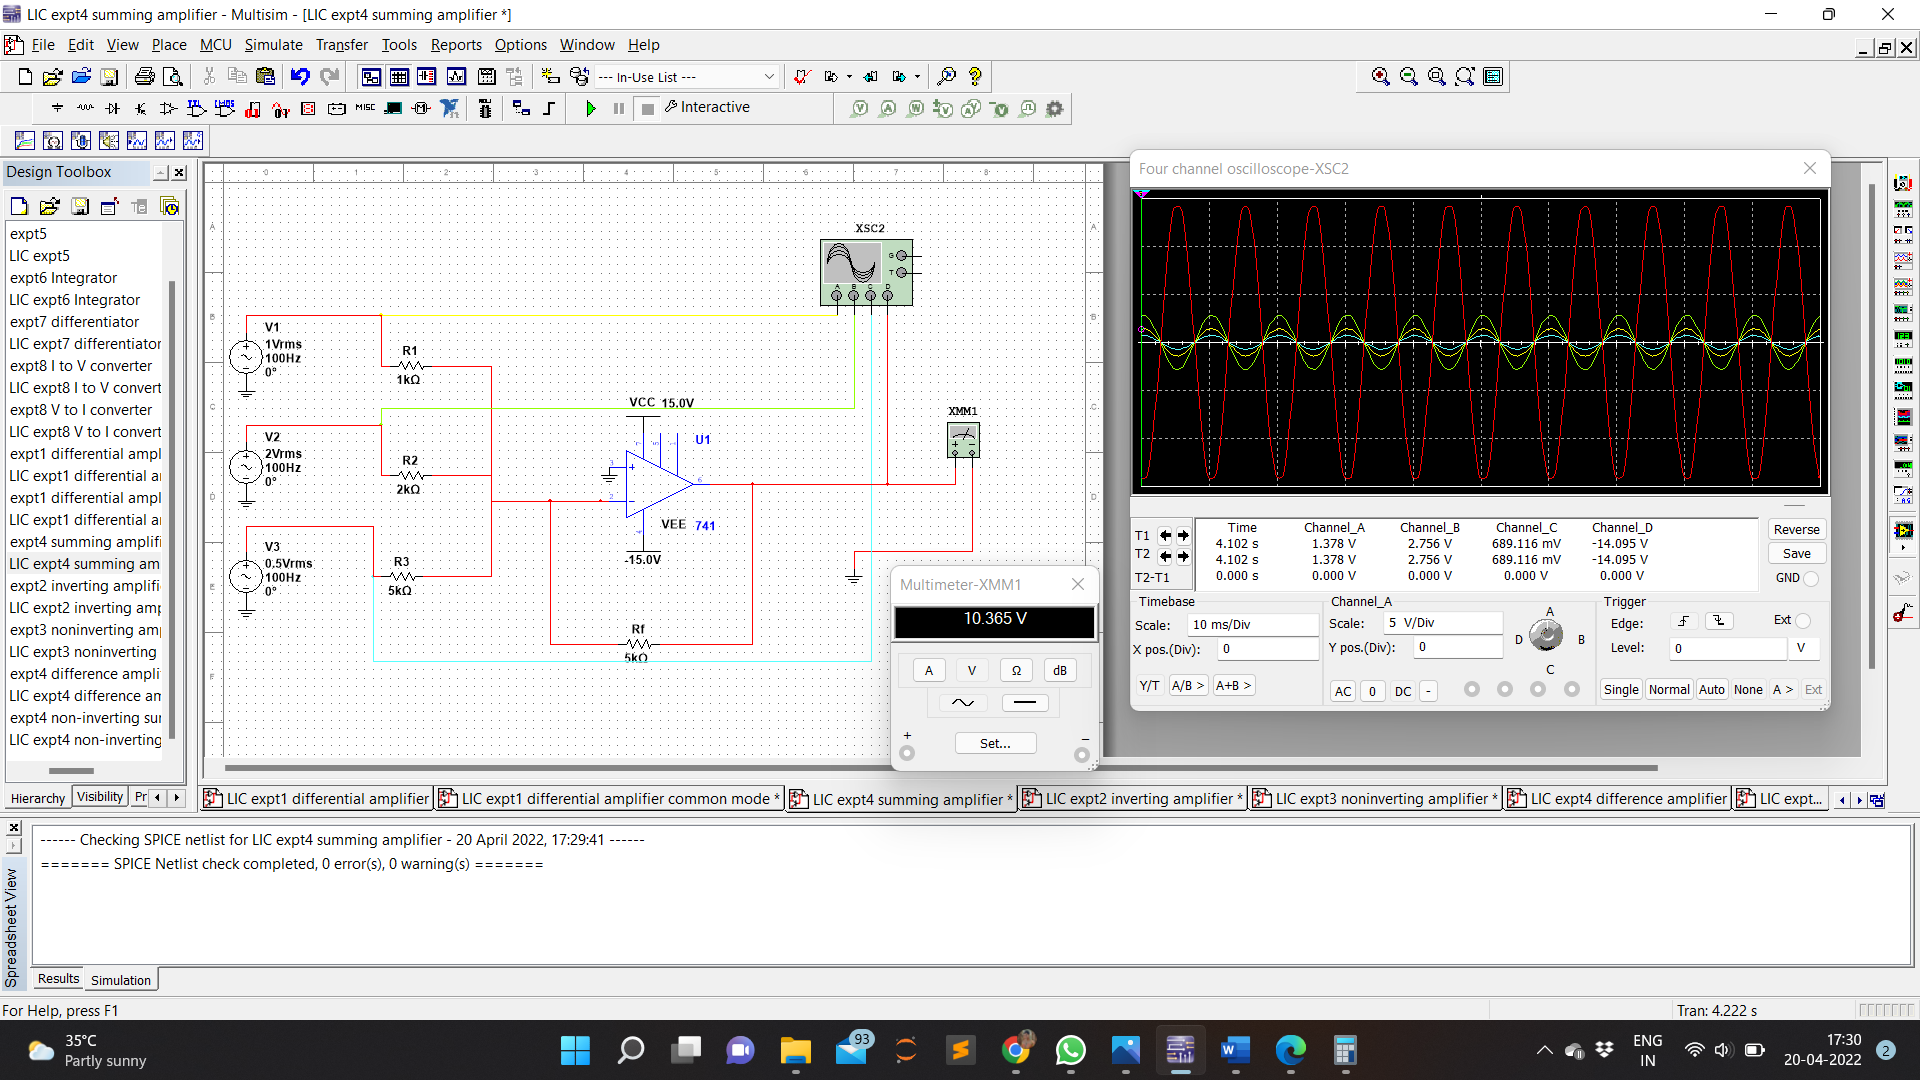 LIC expt4 summing amplifier - Multisim - [LIC expt4 summing amplifier *]
File Edit View Place MCU Simulate Transfer Tools Reports Options Window Help
--- In-Use List ---
MISC
Interactive
Design Toolbox
expt5
LIC expt5
expt6 Integrator
LIC expt6 Integrator
expt7 differentiator
LIC expt7 differentiator
expt8 I to V converter
LIC expt8 I to V convert
expt8 V to I converter
LIC expt8 V to I convert
expt1 differential ampl
LIC expt1 differential a
expt1 differential ampl
LIC expt1 differential a
expt4 summing amplifi
LIC expt4 summing am
expt2 inverting amplifi
LIC expt2 inverting amp
expt3 noninverting am
LIC expt3 noninverting
expt4 difference ampli
LIC expt4 difference am
expt4 non-inverting su
LIC expt4 non-inverting
Hierarchy Visibility Pr
0 1 2 3 4 5 6 7 8
A
B
C
D
E
F
XSC2
G
T
A B C D
V1
1Vrms
100Hz
0°
R1
1kΩ
V2
2Vrms
100Hz
0°
R2
2kΩ
V3
0.5Vrms
100Hz
0°
R3
5kΩ
VCC 15.0V
U1
VEE 741
-15.0V
Rf
5kΩ
XMM1
Multimeter-XMM1
10.365 V
A V Ω dB
+ Set... −
Four channel oscilloscope-XSC2
Time Channel_A Channel_B Channel_C Channel_D
T1 4.102 s 1.378 V 2.756 V 689.116 mV -14.095 V
T2 4.102 s 1.378 V 2.756 V 689.116 mV -14.095 V
T2-T1 0.000 s 0.000 V 0.000 V 0.000 V 0.000 V
Reverse
Save
GND
Timebase
Scale: 10 ms/Div
X pos.(Div): 0
Y/T A/B > A+B >
Channel_A
Scale: 5 V/Div
Y pos.(Div): 0
AC 0 DC -
A
D B
C
Trigger
Edge: Ext
Level: 0 V
Single Normal Auto None A > Ext
LIC expt1 differential amplifier LIC expt1 differential amplifier common mode * LIC expt4 summing amplifier * LIC expt2 inverting amplifier * LIC expt3 noninverting amplifier * LIC expt4 difference amplifier LIC expt...
Spreadsheet View
------ Checking SPICE netlist for LIC expt4 summing amplifier - 20 April 2022, 17:29:41 ------
======= SPICE Netlist check completed, 0 error(s), 0 warning(s) =======
Results Simulation
For Help, press F1
Tran: 4.222 s
35°C
Partly sunny
93
ENG
IN
17:30
20-04-2022
2